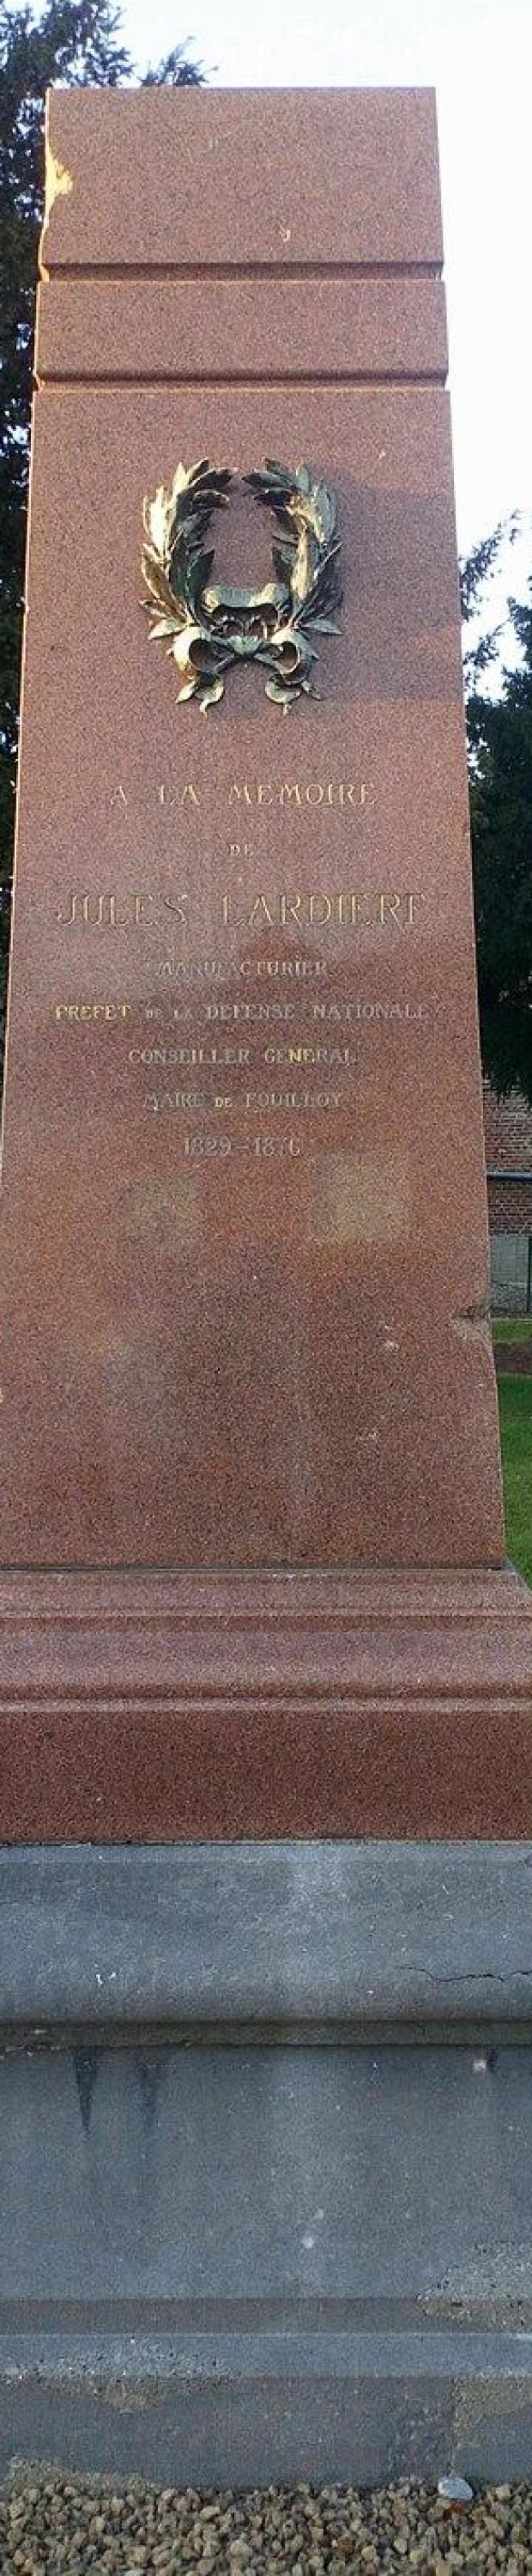 A LA MEMOIRE
DE
JULES LARDIERE
MANUFACTURIER
PREFET DE LA DEFENSE NATIONALE
CONSEILLER GENERAL
MAIRE DE FOUILLOY
1829-1876